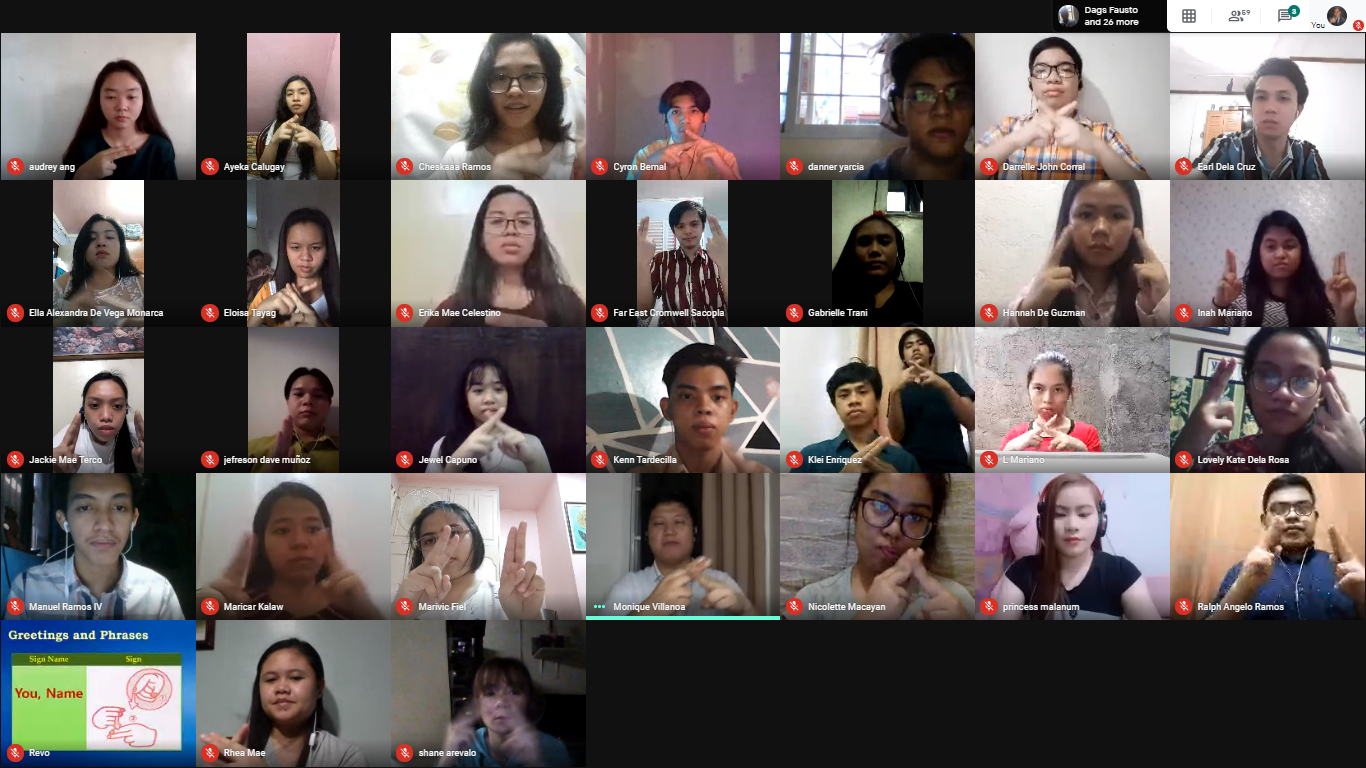 Dags Fausto
and 26 more
59
3
You
audrey ang
Ayeka Calugay
Cheskaaa Ramos
Cyron Bernal
danner yarcia
Darrelle John Corral
Earl Dela Cruz
Ella Alexandra De Vega Monarca
Eloisa Tayag
Erika Mae Celestino
Far East Cromwell Sacopla
Gabrielle Trani
Hannah De Guzman
Inah Mariano
Jackie Mae Terco
jefreson dave muñoz
Jewel Capuno
Kenn Tardecilla
Klei Enriquez
L Mariano
Lovely Kate Dela Rosa
Manuel Ramos IV
Maricar Kalaw
Marivic Fiel
Monique Villanoa
Nicolette Macayan
princess malanum
Ralph Angelo Ramos
Greetings and Phrases
Sign Name Sign
You, Name
Revo
Rhea Mae
shane arevalo